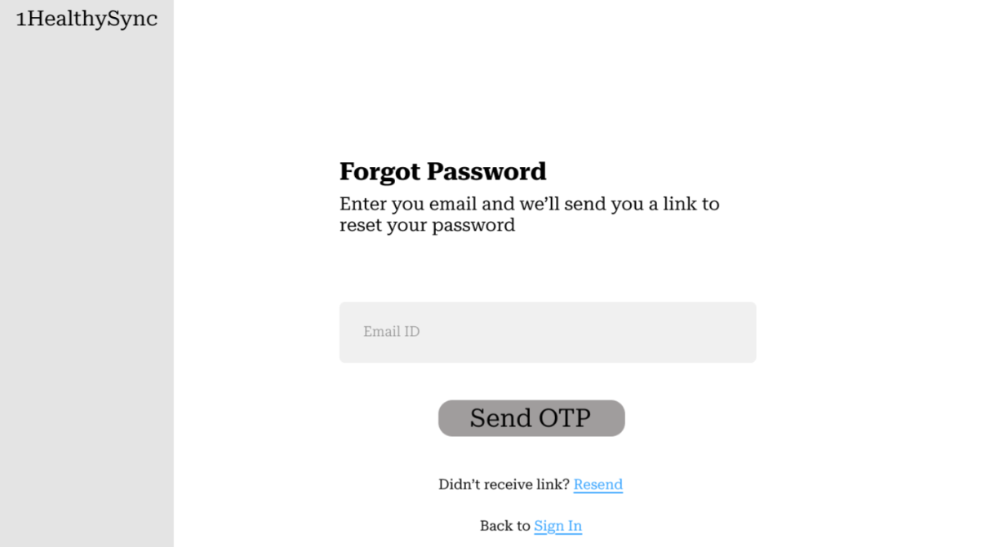 1HealthySync
Forgot Password
Enter you email and we’ll send you a link to
reset your password
Email ID
Send OTP
Didn’t receive link? Resend
Back to Sign In